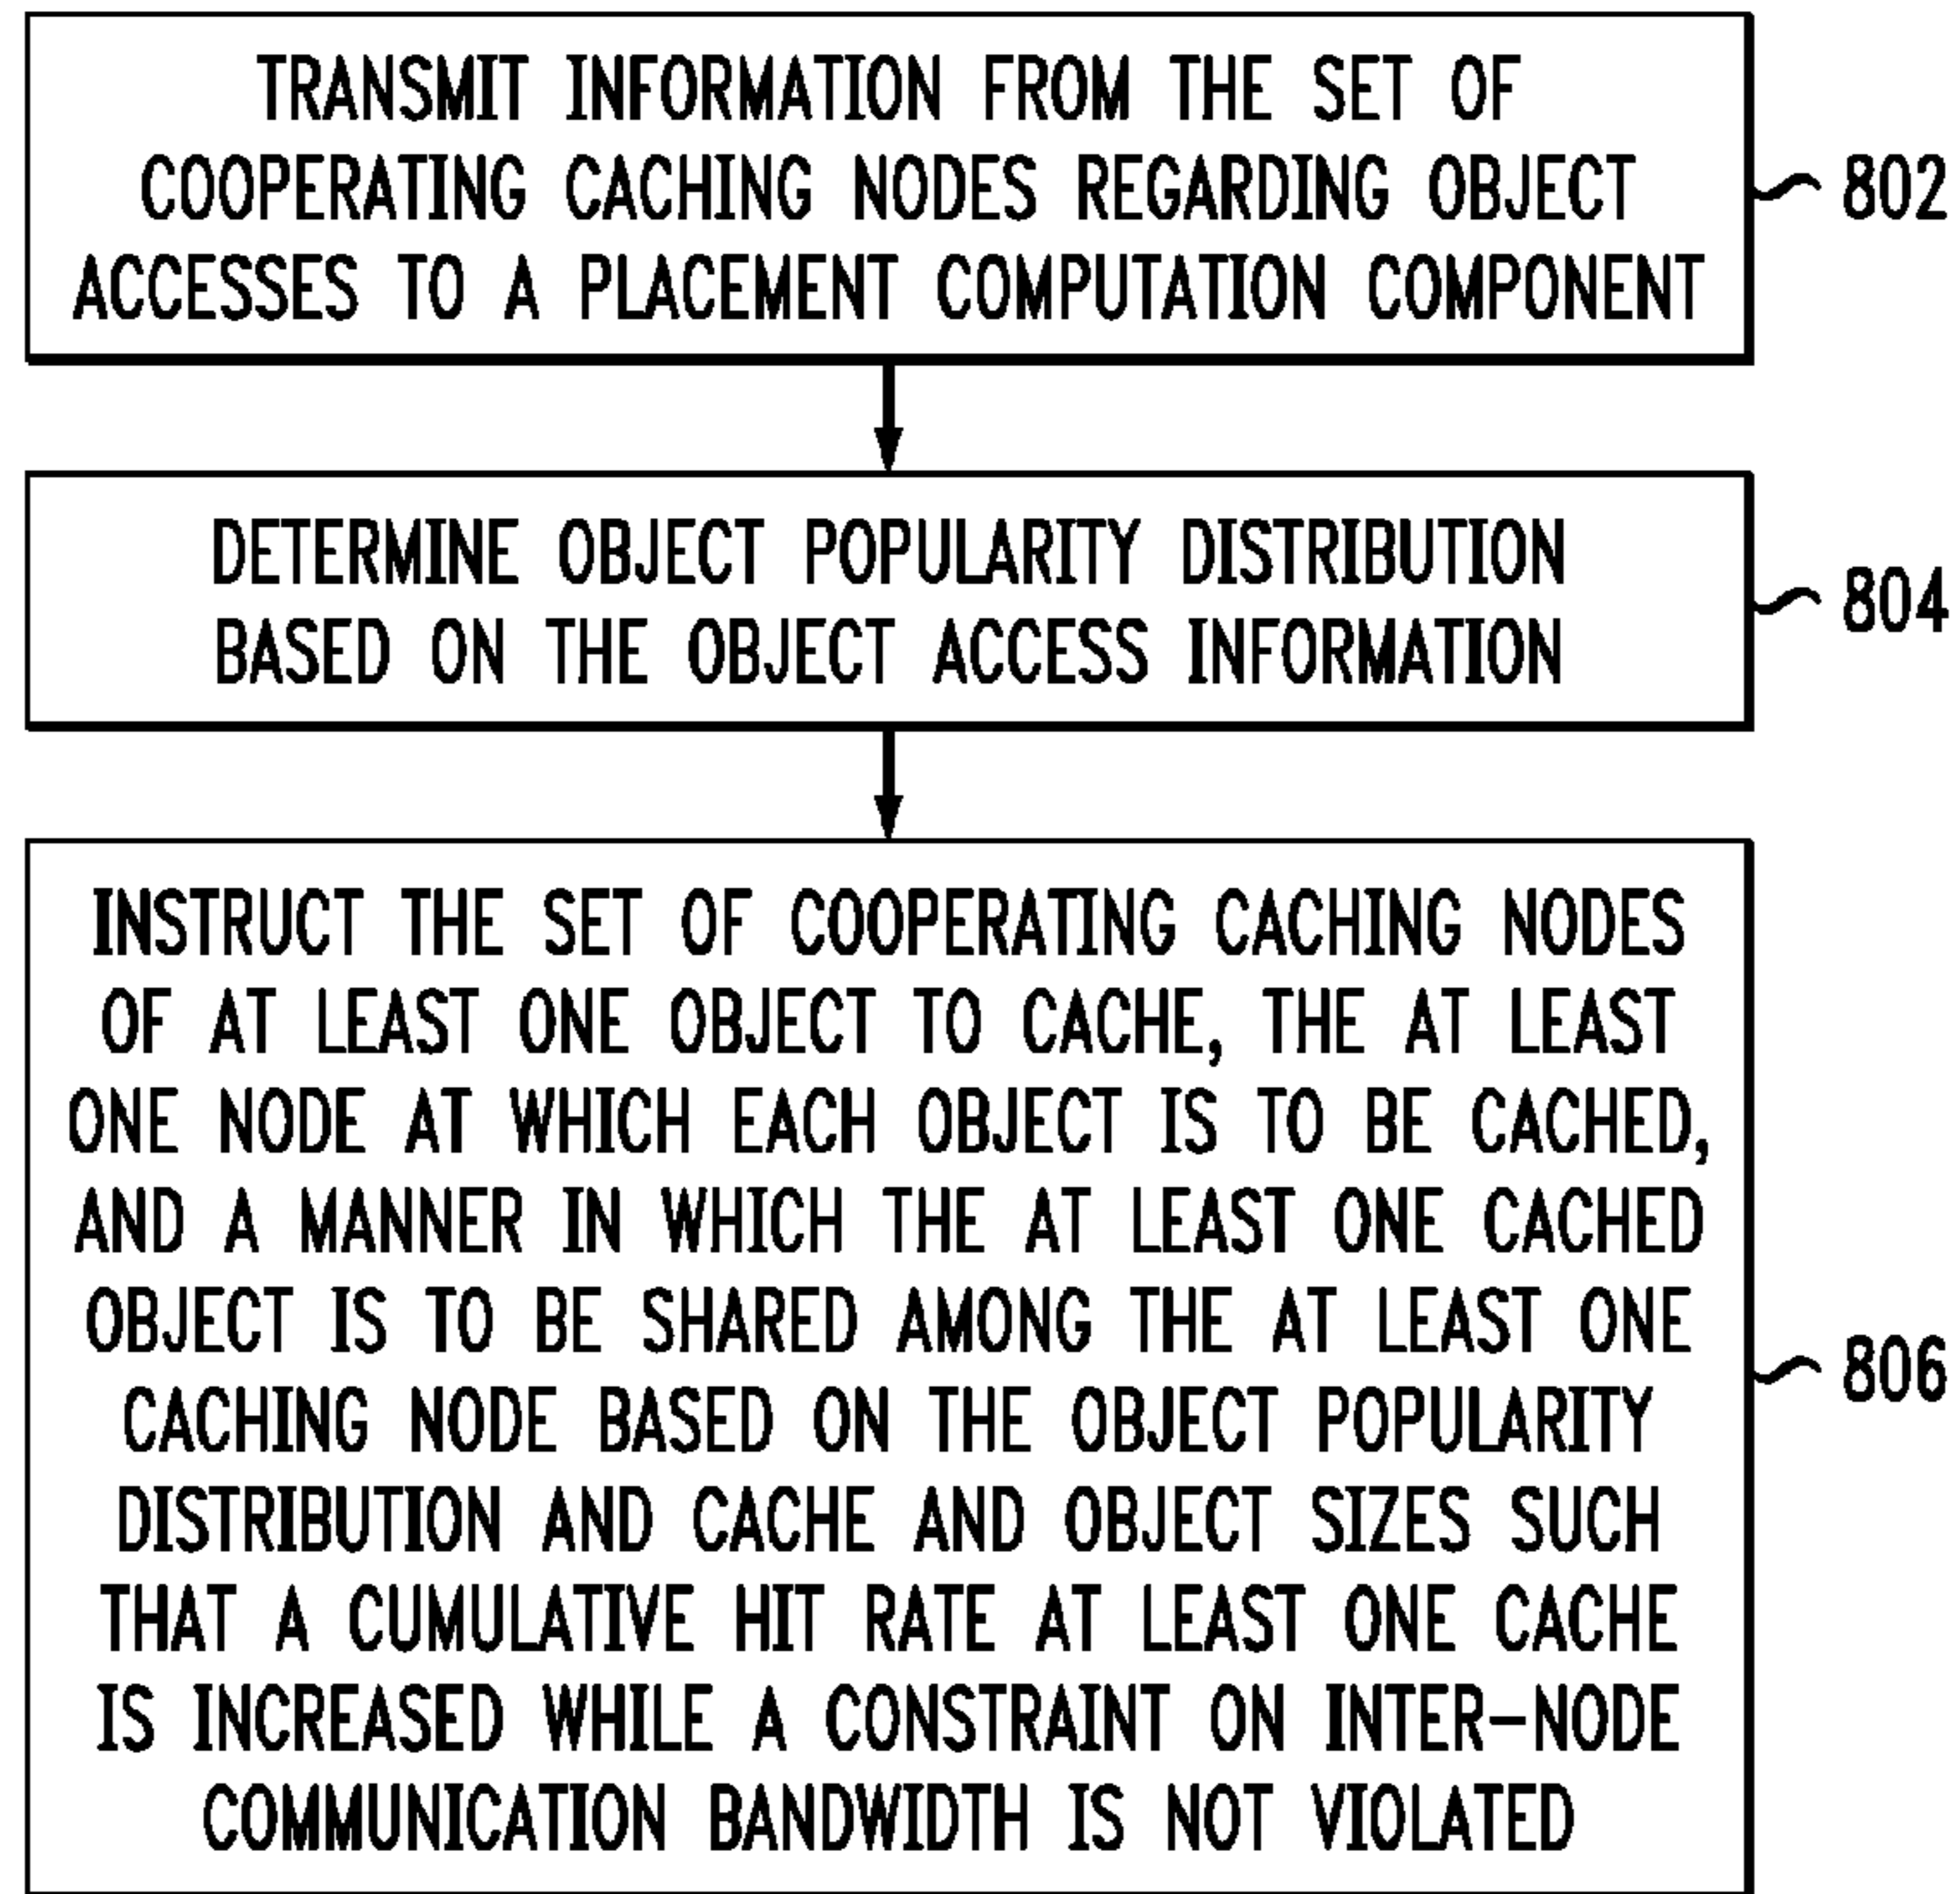 TRANSMIT INFORMATION FROM THE SET OF
COOPERATING CACHING NODES REGARDING OBJECT
ACCESSES TO A PLACEMENT COMPUTATION COMPONENT
802
DETERMINE OBJECT POPULARITY DISTRIBUTION
BASED ON THE OBJECT ACCESS INFORMATION
804
INSTRUCT THE SET OF COOPERATING CACHING NODES
OF AT LEAST ONE OBJECT TO CACHE, THE AT LEAST
ONE NODE AT WHICH EACH OBJECT IS TO BE CACHED,
AND A MANNER IN WHICH THE AT LEAST ONE CACHED
OBJECT IS TO BE SHARED AMONG THE AT LEAST ONE
CACHING NODE BASED ON THE OBJECT POPULARITY
DISTRIBUTION AND CACHE AND OBJECT SIZES SUCH
THAT A CUMULATIVE HIT RATE AT LEAST ONE CACHE
IS INCREASED WHILE A CONSTRAINT ON INTER-NODE
COMMUNICATION BANDWIDTH IS NOT VIOLATED
806